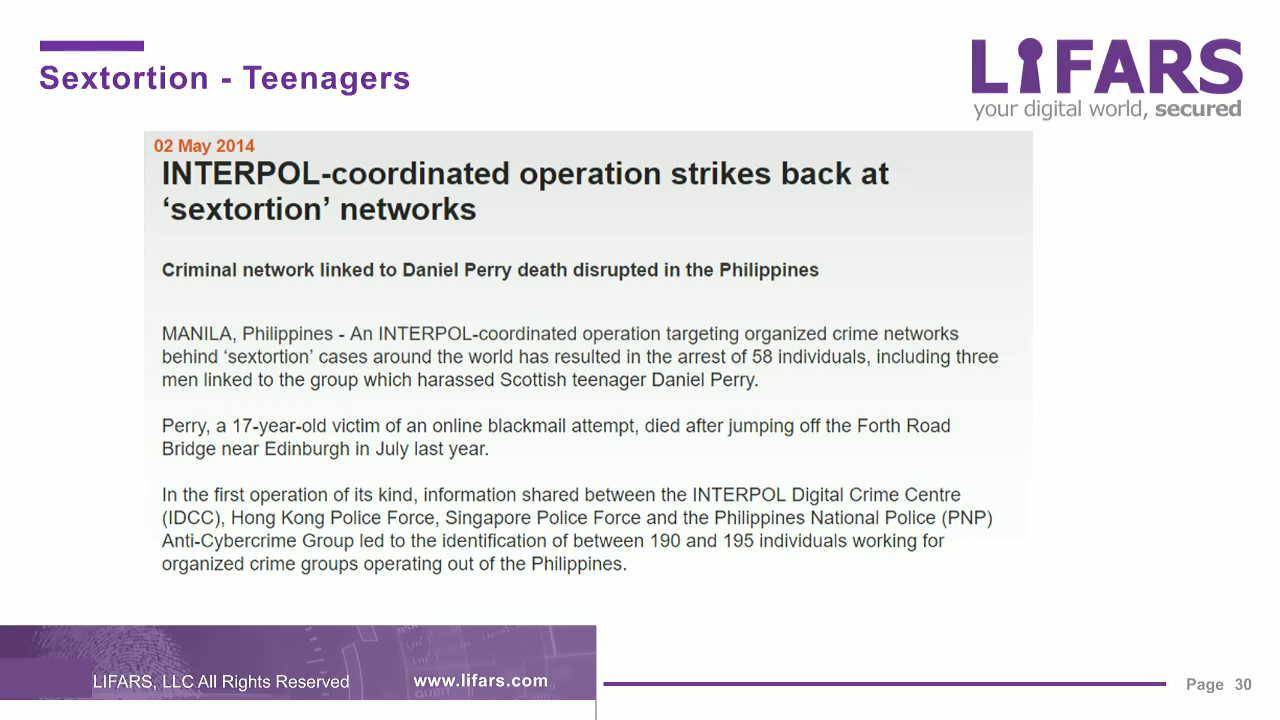 Sextortion - Teenagers
LIFARS
your digital world, secured
02 May 2014
INTERPOL-coordinated operation strikes back at
‘sextortion’ networks
Criminal network linked to Daniel Perry death disrupted in the Philippines
MANILA, Philippines - An INTERPOL-coordinated operation targeting organized crime networks
behind ‘sextortion’ cases around the world has resulted in the arrest of 58 individuals, including three
men linked to the group which harassed Scottish teenager Daniel Perry.
Perry, a 17-year-old victim of an online blackmail attempt, died after jumping off the Forth Road
Bridge near Edinburgh in July last year.
In the first operation of its kind, information shared between the INTERPOL Digital Crime Centre
(IDCC), Hong Kong Police Force, Singapore Police Force and the Philippines National Police (PNP)
Anti-Cybercrime Group led to the identification of between 190 and 195 individuals working for
organized crime groups operating out of the Philippines.
LIFARS, LLC All Rights Reserved
www.lifars.com
Page 30